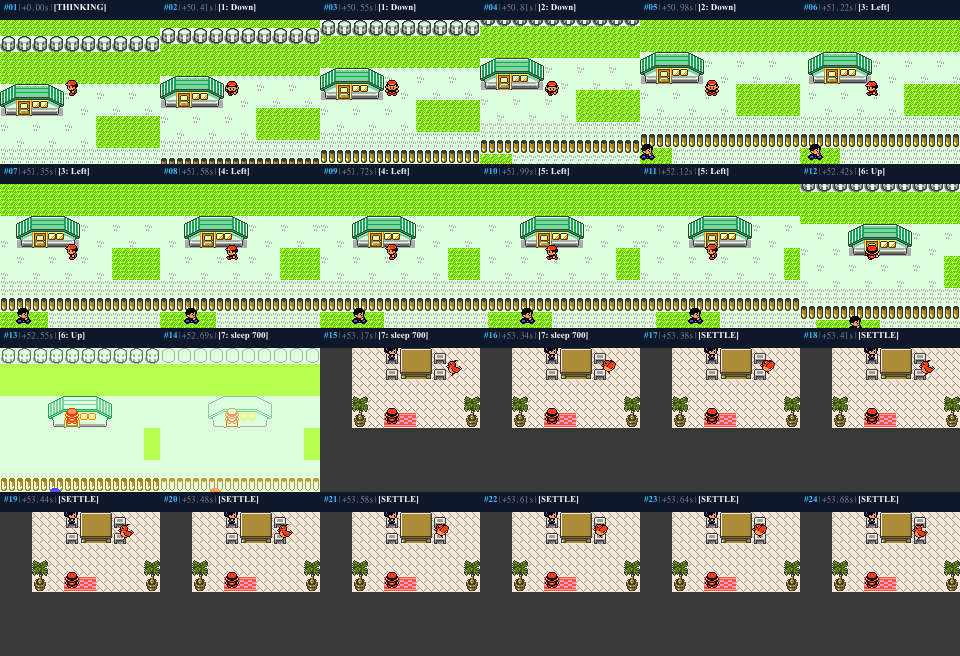 #01|+0.00s|[THINKING]
#02|+50.41s|[1: Down]
#03|+50.55s|[1: Down]
#04|+50.81s|[2: Down]
#05|+50.98s|[2: Down]
#06|+51.22s|[3: Left]
#07|+51.35s|[3: Left]
#08|+51.58s|[4: Left]
#09|+51.72s|[4: Left]
#10|+51.99s|[5: Left]
#11|+52.12s|[5: Left]
#12|+52.42s|[6: Up]
#13|+52.55s|[6: Up]
#14|+52.69s|[7: sleep 700]
#15|+53.17s|[7: sleep 700]
#16|+53.34s|[7: sleep 700]
#17|+53.38s|[SETTLE]
#18|+53.41s|[SETTLE]
#19|+53.44s|[SETTLE]
#20|+53.48s|[SETTLE]
#21|+53.58s|[SETTLE]
#22|+53.61s|[SETTLE]
#23|+53.64s|[SETTLE]
#24|+53.68s|[SETTLE]